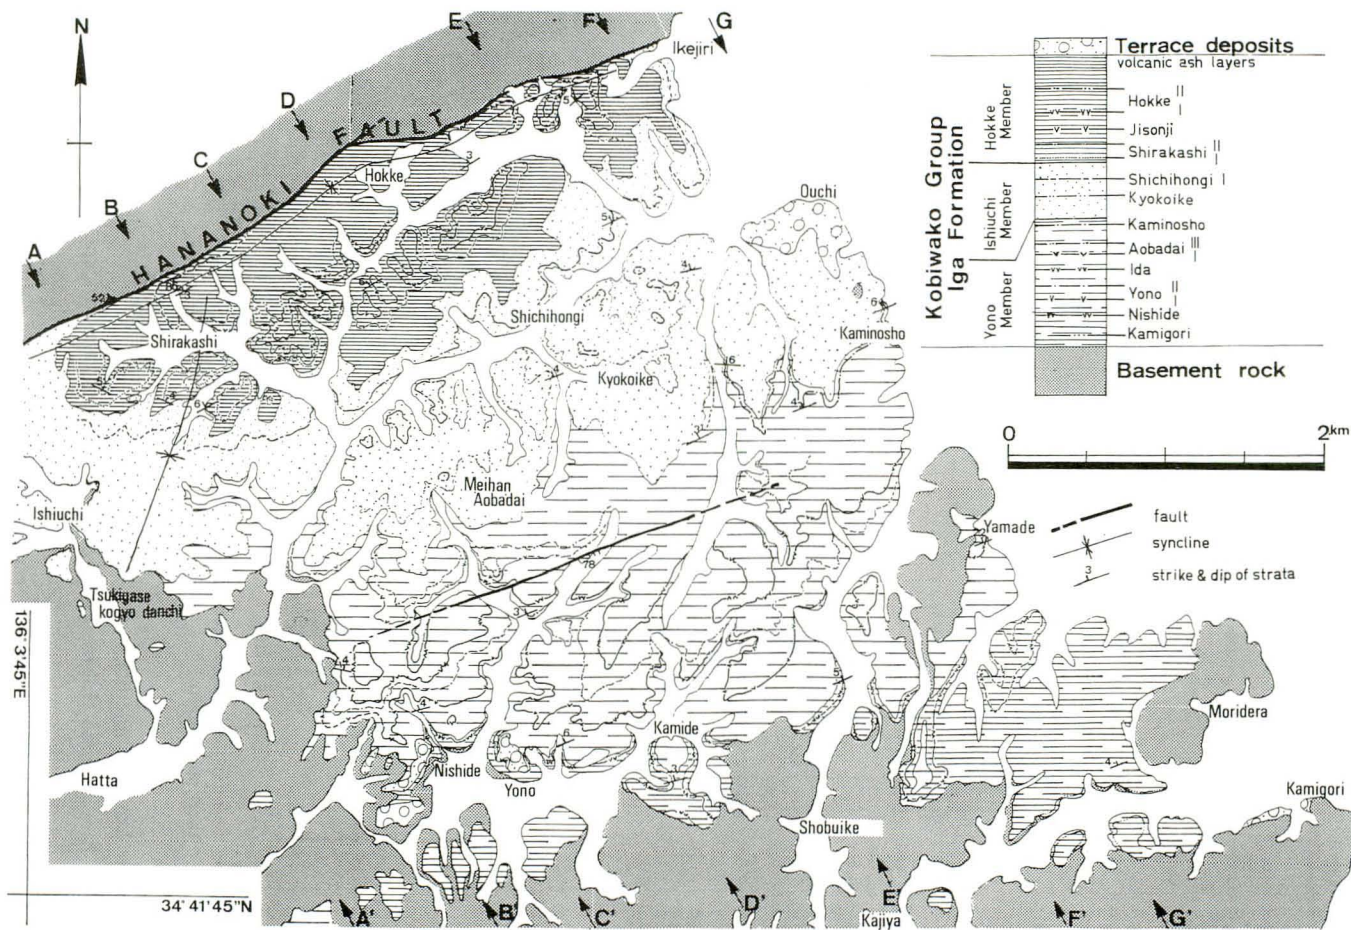 N
A
B
C
D
E
F
G
HANANOKI FAULT
Ikejiri
Hokke
Ouchi
Shirakashi
Shichihongi
Kyokoike
Kaminosho
Meihan
Aobadai
Ishiuchi
Tsukigase
kogyo danchi
Yamade
Moridera
Hatta
Nishide
Yono
Kamide
Shobuike
Kamigori
Kajiya
A'
B'
C'
D'
E'
F'
G'
136° 3' 45"E
34° 41' 45"N
Kobiwako Group
Iga Formation
Hokke Member
Ishiuchi Member
Yono Member
Terrace deposits
volcanic ash layers
Hokke II
I
Jisonji
Shirakashi II
I
Shichihongi I
Kyokoike
Kaminosho
Aobadai III
I
Ida
Yono II
I
Nishide
Kamigori
Basement rock
0 2km
fault
syncline
3
strike & dip of strata
78